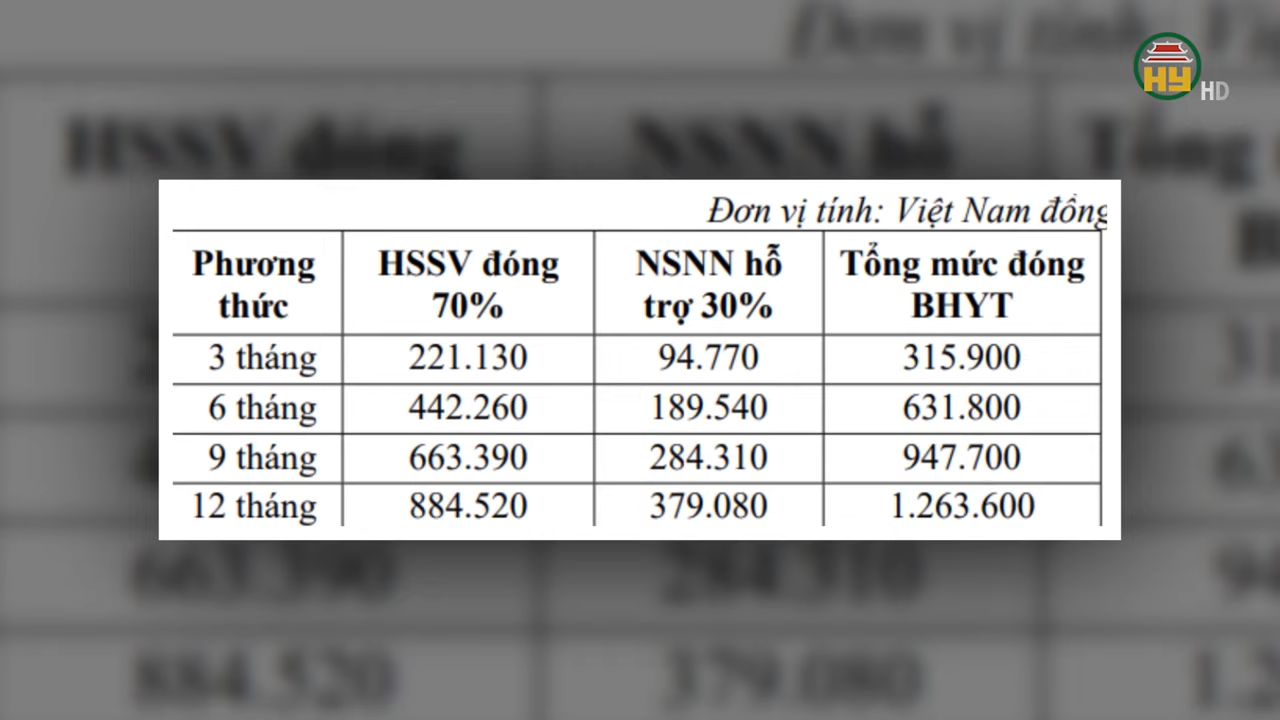 HY HD
Đơn vị tính: Việt Nam đồng
Phương thức | HSSV đóng 70% | NSNN hỗ trợ 30% | Tổng mức đóng BHYT
3 tháng | 221.130 | 94.770 | 315.900
6 tháng | 442.260 | 189.540 | 631.800
9 tháng | 663.390 | 284.310 | 947.700
12 tháng | 884.520 | 379.080 | 1.263.600